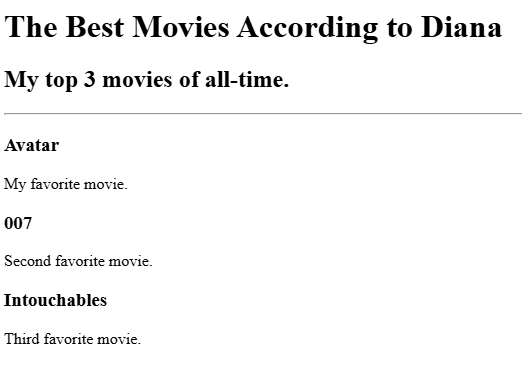 The Best Movies According to Diana
My top 3 movies of all-time.
Avatar
My favorite movie.
007
Second favorite movie.
Intouchables
Third favorite movie.